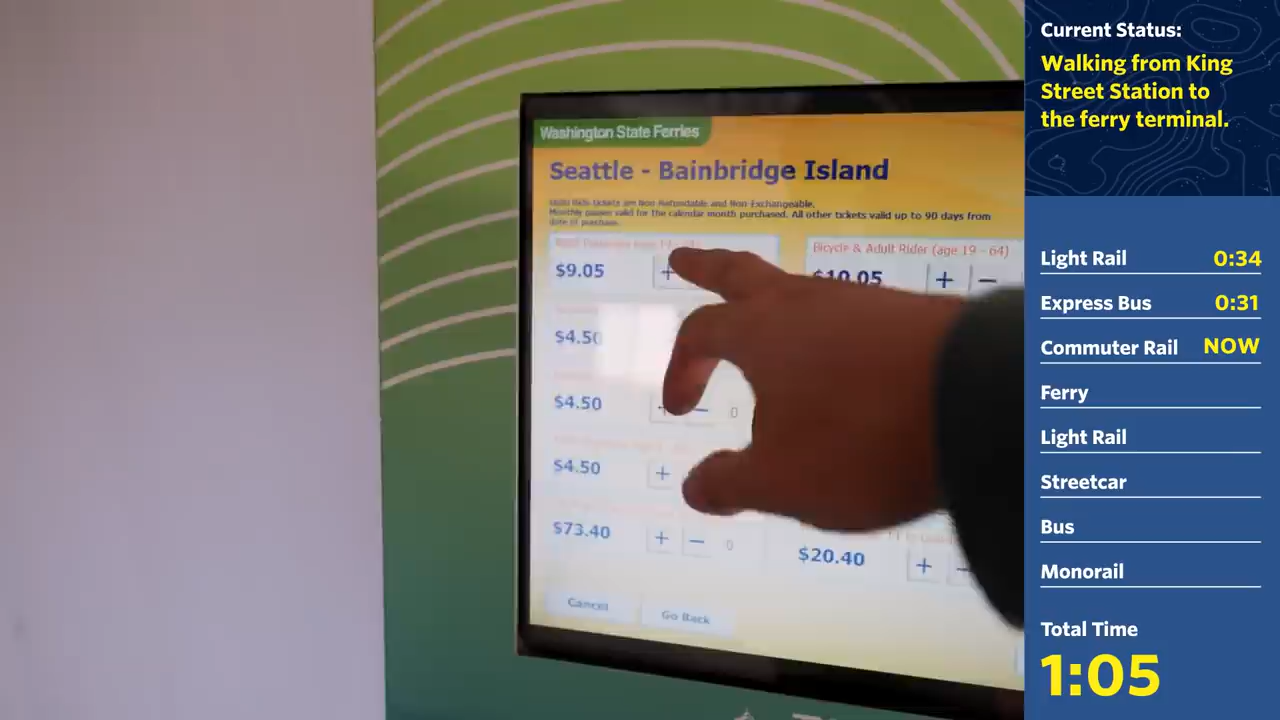 Washington State Ferries
Seattle - Bainbridge Island
Multi Ride Tickets are Non-Refundable and Non-Exchangeable.
Monthly passes valid for the calendar month purchased. All other tickets valid up to 90 days from
date of purchase.
$9.05 +
Bicycle & Adult Rider (age 19 - 64)
$10.05 + −
$4.50
$4.50 + − 0
$4.50 +
$73.40 + − 0
$20.40 + −
Cancel
Go Back
Current Status:
Walking from King
Street Station to
the ferry terminal.
Light Rail 0:34
Express Bus 0:31
Commuter Rail NOW
Ferry
Light Rail
Streetcar
Bus
Monorail
Total Time
1:05